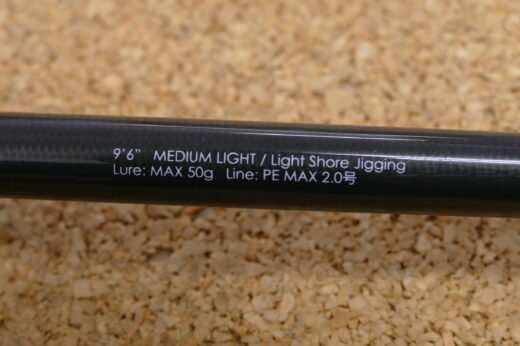 9'6" MEDIUM LIGHT / Light Shore Jigging
Lure: MAX 50g Line: PE MAX 2.0号